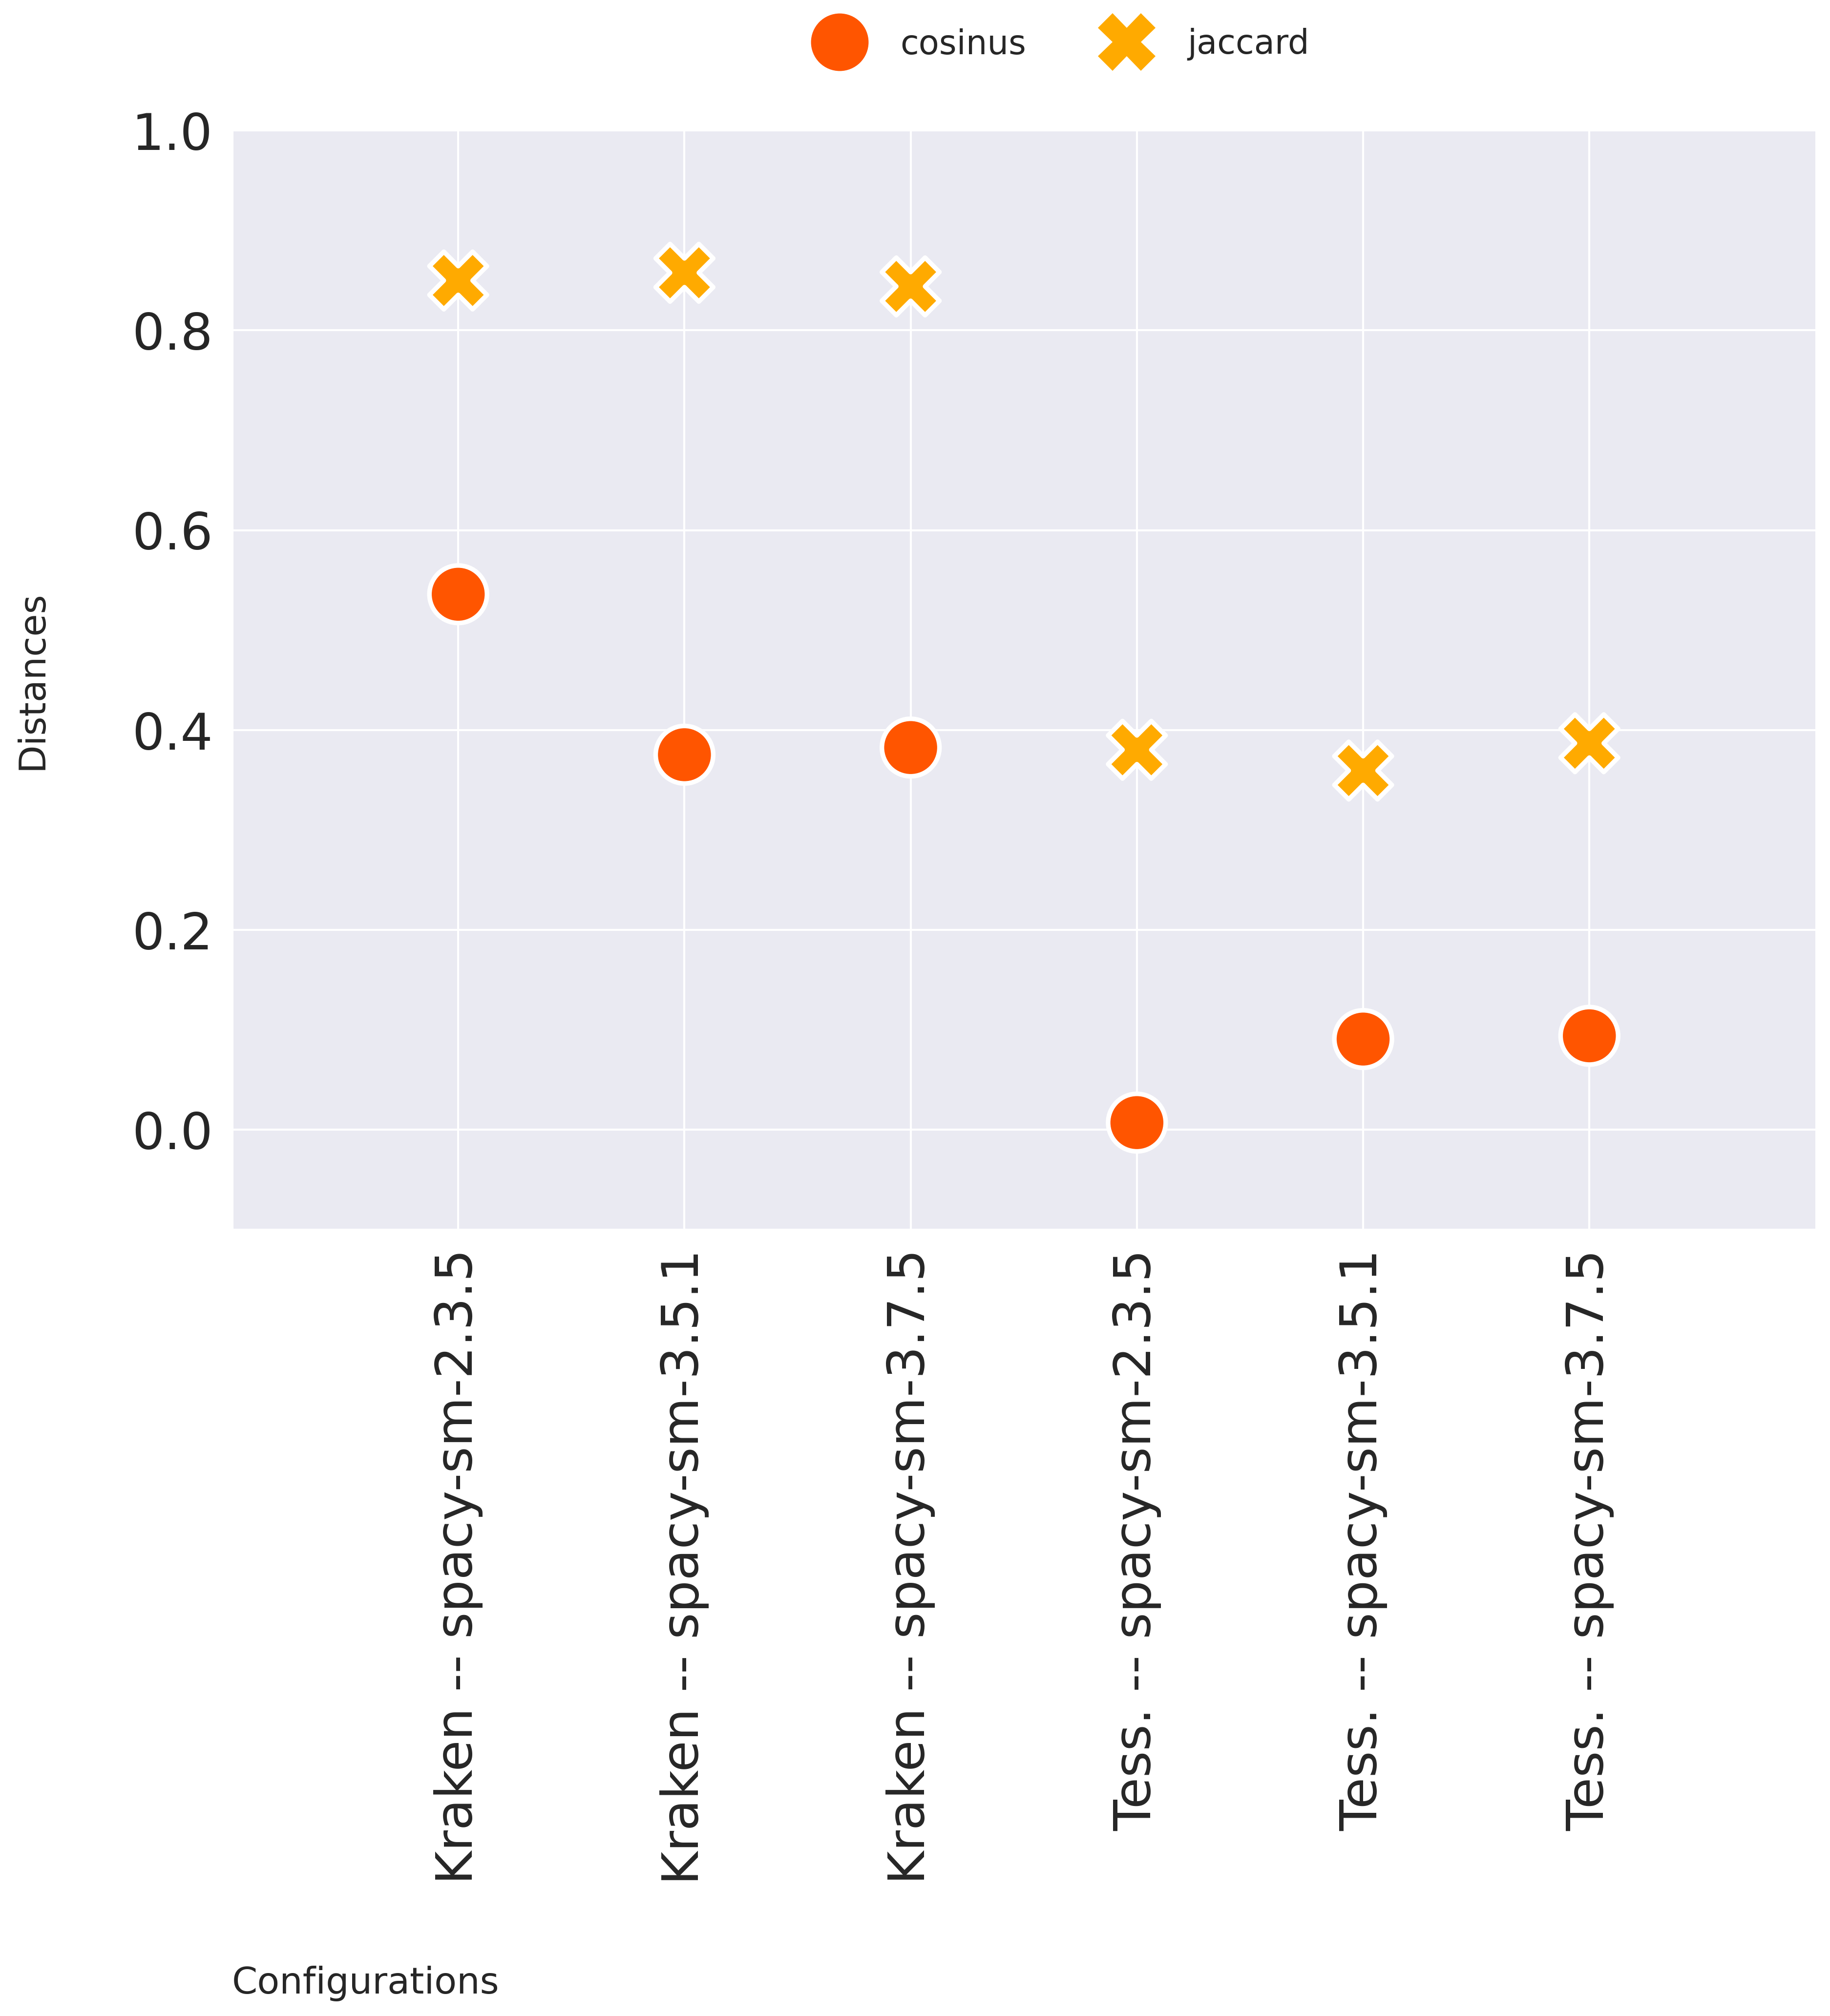 cosinus jaccard
1.0
0.8
0.6
0.4
0.2
0.0
Distances
Kraken -- spacy-sm-2.3.5
Kraken -- spacy-sm-3.5.1
Kraken -- spacy-sm-3.7.5
Tess. -- spacy-sm-2.3.5
Tess. -- spacy-sm-3.5.1
Tess. -- spacy-sm-3.7.5
Configurations